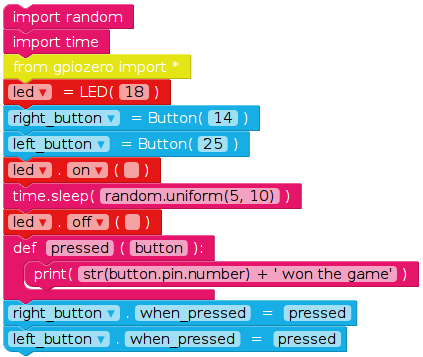 import random
import time
from gpiozero import *
led ▾ = LED( 18 )
right_button ▾ = Button( 14 )
left_button ▾ = Button( 25 )
led ▾ . on ▾ ( )
time.sleep( random.uniform(5, 10) )
led ▾ . off ▾ ( )
def pressed ( button ):
print( str(button.pin.number) + ' won the game' )
right_button ▾ . when_pressed = pressed
left_button ▾ . when_pressed = pressed